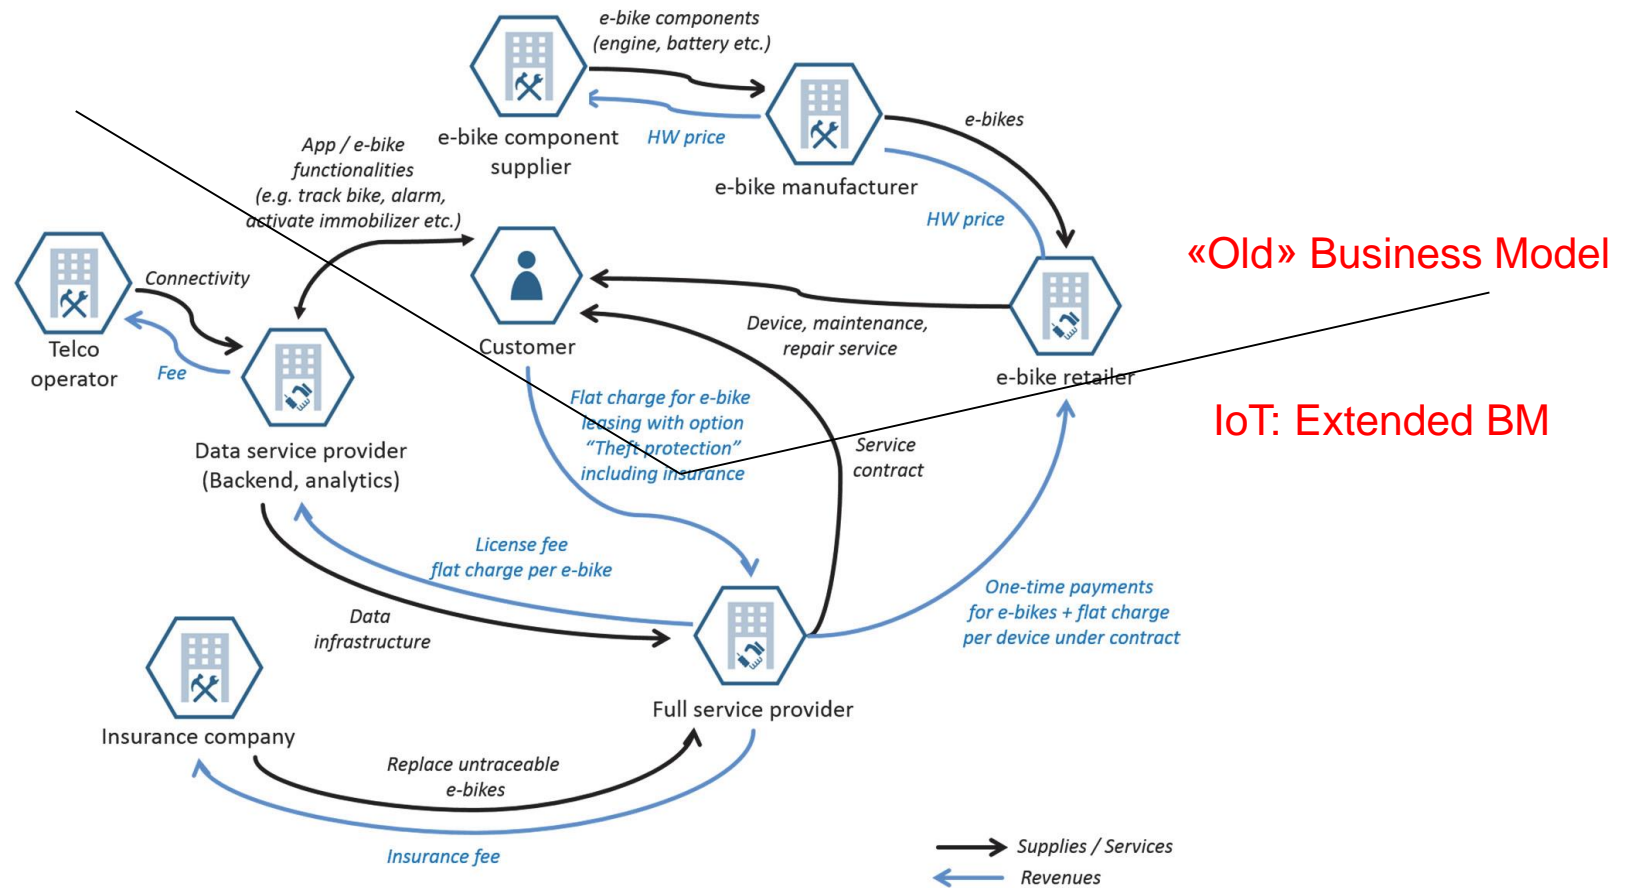 e-bike components
(engine, battery etc.)
e-bike component
supplier
HW price
e-bike manufacturer
e-bikes
HW price
App / e-bike
functionalities
(e.g. track bike, alarm,
activate immobilizer etc.)
«Old» Business Model
Connectivity
Telco
operator
Fee
Customer
Device, maintenance,
repair service
e-bike retailer
IoT: Extended BM
Flat charge for e-bike
leasing with option
“Theft protection”
including insurance
Service
contract
Data service provider
(Backend, analytics)
License fee
flat charge per e-bike
Data
infrastructure
One-time payments
for e-bikes + flat charge
per device under contract
Full service provider
Insurance company
Replace untraceable
e-bikes
Insurance fee
Supplies / Services
Revenues